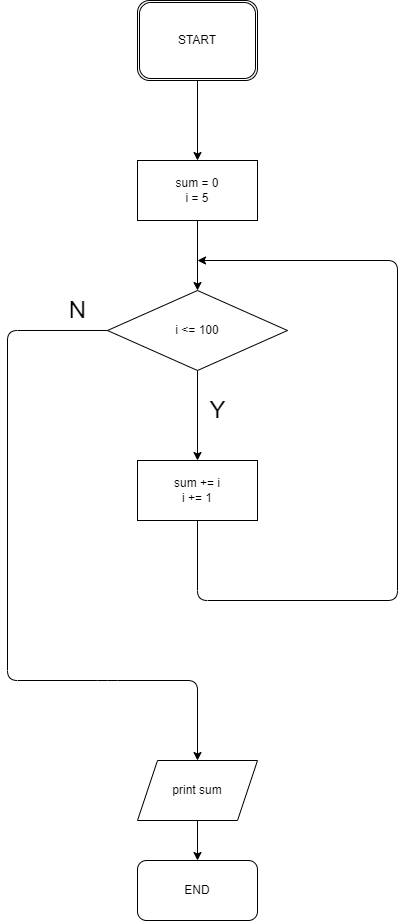 START
sum = 0
i = 5
N
i <= 100
Y
sum += i
i += 1
print sum
END